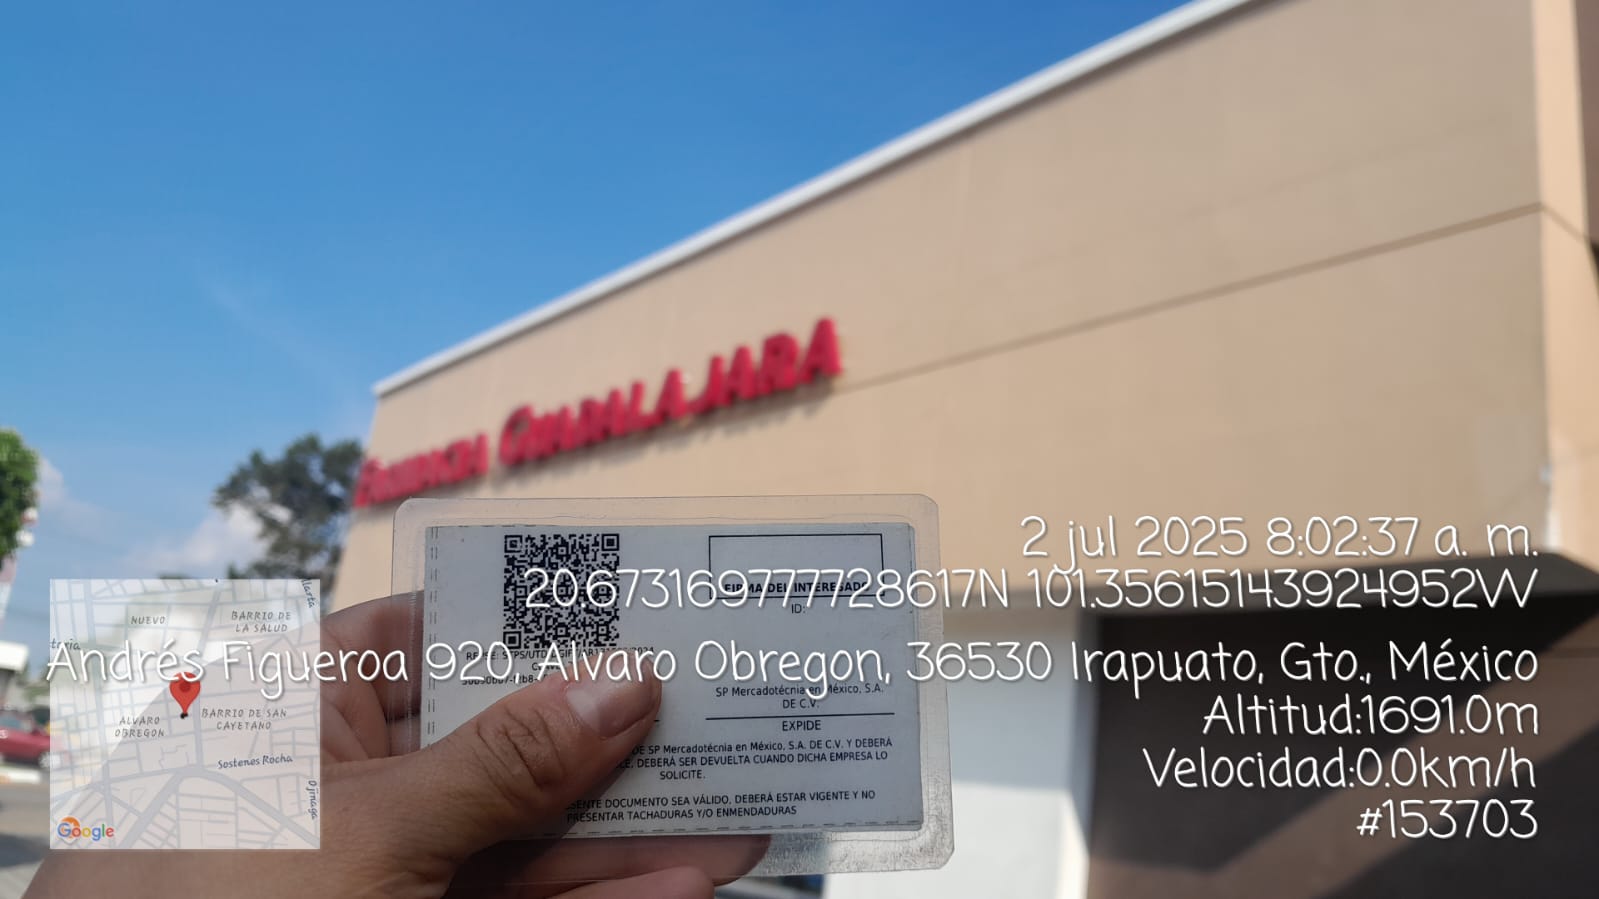 FARMACIA GUADALAJARA
FIRMA DEL INTERESADO
ID:
SP Mercadotécnia en México, S.A.
DE C.V.
EXPIDE
DE SP Mercadotécnia en México, S.A. DE C.V. Y DEBERÁ
DEBERÁ SER DEVUELTA CUANDO DICHA EMPRESA LO
SOLICITE.
DOCUMENTO SEA VÁLIDO, DEBERÁ ESTAR VIGENTE Y NO
PRESENTAR TACHADURAS Y/O ENMENDADURAS
2 jul 2025 8:02:37 a. m.
20.673169777728617N 101.35615143924952W
Andrés Figueroa 920, Alvaro Obregon, 36530 Irapuato, Gto., México
Altitud:1691.0m
Velocidad:0.0km/h
#153703
NUEVO
BARRIO DE
LA SALUD
ALVARO
OBREGON
BARRIO DE SAN
CAYETANO
Sostenes Rocha
Google